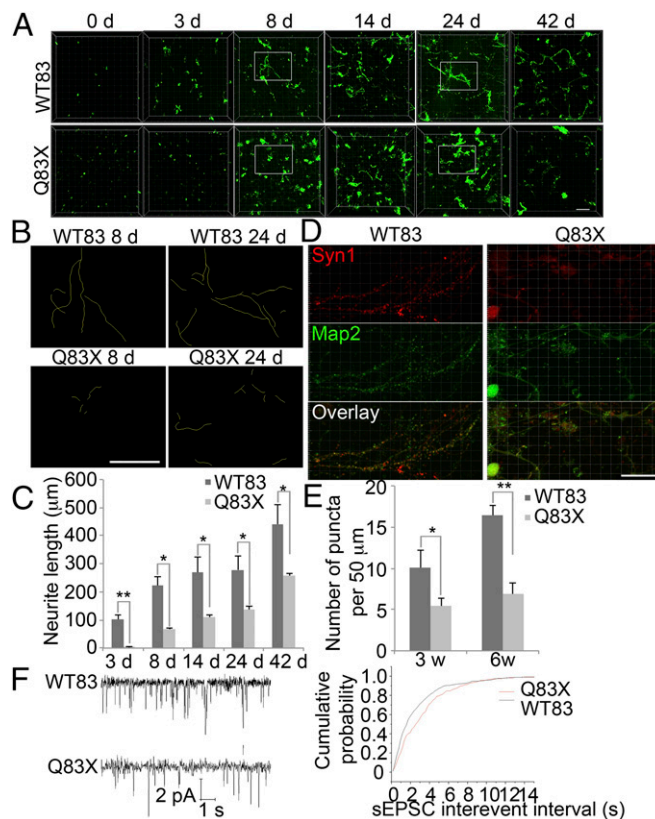 A
0 d 3 d 8 d 14 d 24 d 42 d
WT83
Q83X
B
WT83 8 d WT83 24 d
Q83X 8 d Q83X 24 d
D
WT83 Q83X
Syn1
Map2
Overlay
C
Neurite length (μm)
600
500
400
300
200
100
0
WT83
Q83X
** * * * *
3 d 8 d 14 d 24 d 42 d
E
Number of puncta
per 50 μm
20
15
10
5
0
WT83
Q83X
* **
3 w 6w
F
WT83
Q83X
2 pA
1 s
Cumulative
probability
1.0
0.8
0.6
0.4
0.2
0
Q83X
WT83
0 2 4 6 8 10 12 14
sEPSC interevent interval (s)